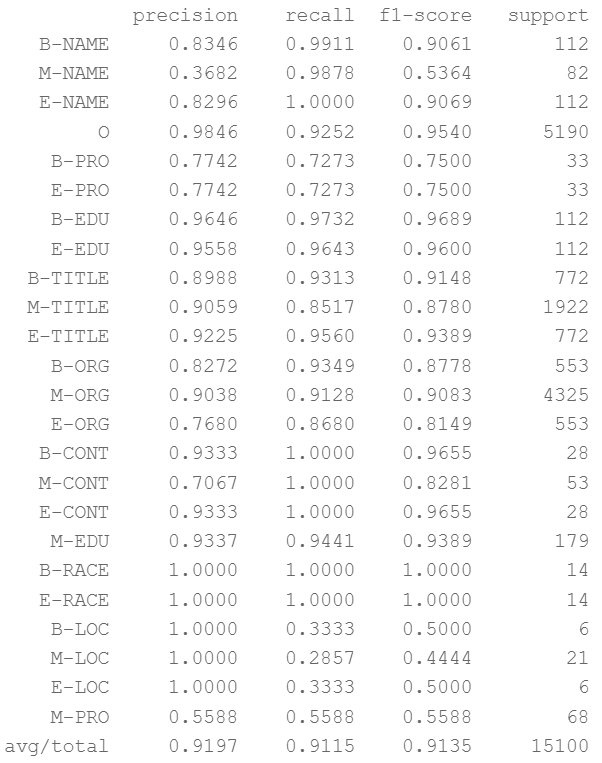 precision recall f1-score support
B-NAME 0.8346 0.9911 0.9061 112
M-NAME 0.3682 0.9878 0.5364 82
E-NAME 0.8296 1.0000 0.9069 112
O 0.9846 0.9252 0.9540 5190
B-PRO 0.7742 0.7273 0.7500 33
E-PRO 0.7742 0.7273 0.7500 33
B-EDU 0.9646 0.9732 0.9689 112
E-EDU 0.9558 0.9643 0.9600 112
B-TITLE 0.8988 0.9313 0.9148 772
M-TITLE 0.9059 0.8517 0.8780 1922
E-TITLE 0.9225 0.9560 0.9389 772
B-ORG 0.8272 0.9349 0.8778 553
M-ORG 0.9038 0.9128 0.9083 4325
E-ORG 0.7680 0.8680 0.8149 553
B-CONT 0.9333 1.0000 0.9655 28
M-CONT 0.7067 1.0000 0.8281 53
E-CONT 0.9333 1.0000 0.9655 28
M-EDU 0.9337 0.9441 0.9389 179
B-RACE 1.0000 1.0000 1.0000 14
E-RACE 1.0000 1.0000 1.0000 14
B-LOC 1.0000 0.3333 0.5000 6
M-LOC 1.0000 0.2857 0.4444 21
E-LOC 1.0000 0.3333 0.5000 6
M-PRO 0.5588 0.5588 0.5588 68
avg/total 0.9197 0.9115 0.9135 15100